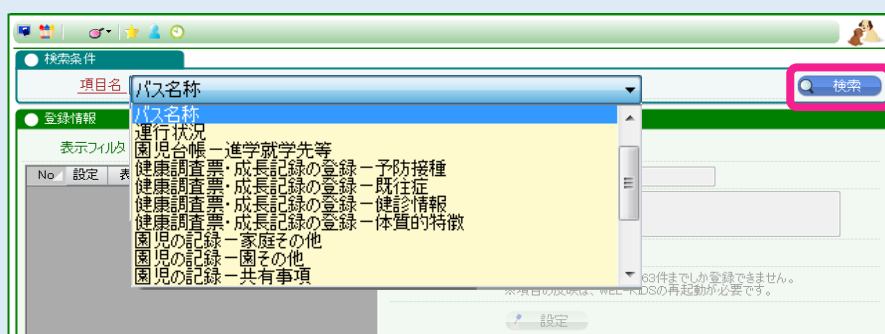 検索条件
項目名 バス名称
検索
バス名称
登録情報
運行状況
表示フィルタ
園児台帳－進学就学先等
健康調査票・成長記録の登録－予防接種
No 設定
健康調査票・成長記録の登録－既往症
健康調査票・成長記録の登録－健診情報
健康調査票・成長記録の登録－体質的特徴
園児の記録－家庭その他
園児の記録－園その他
園児の記録－共有事項
63件までしか登録できません。
※項目の反映は、WEL-KIDSの再起動が必要です。
設定